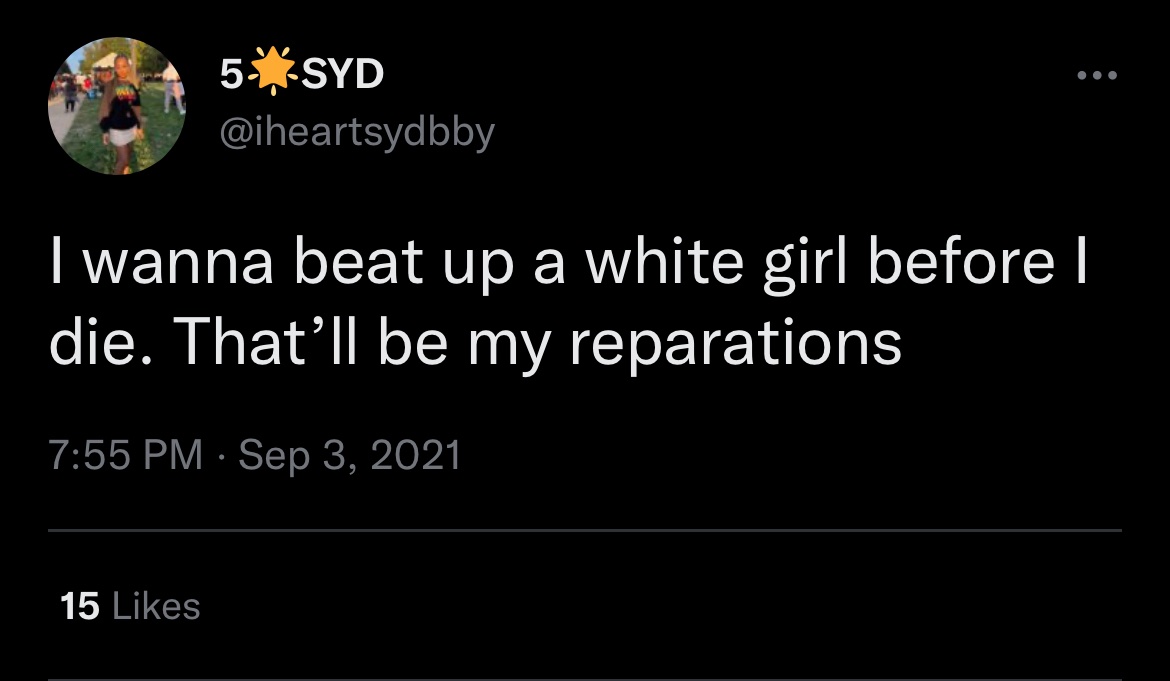 5🌟SYD
@iheartsydbby
I wanna beat up a white girl before I
die. That’ll be my reparations
7:55 PM · Sep 3, 2021
15 Likes